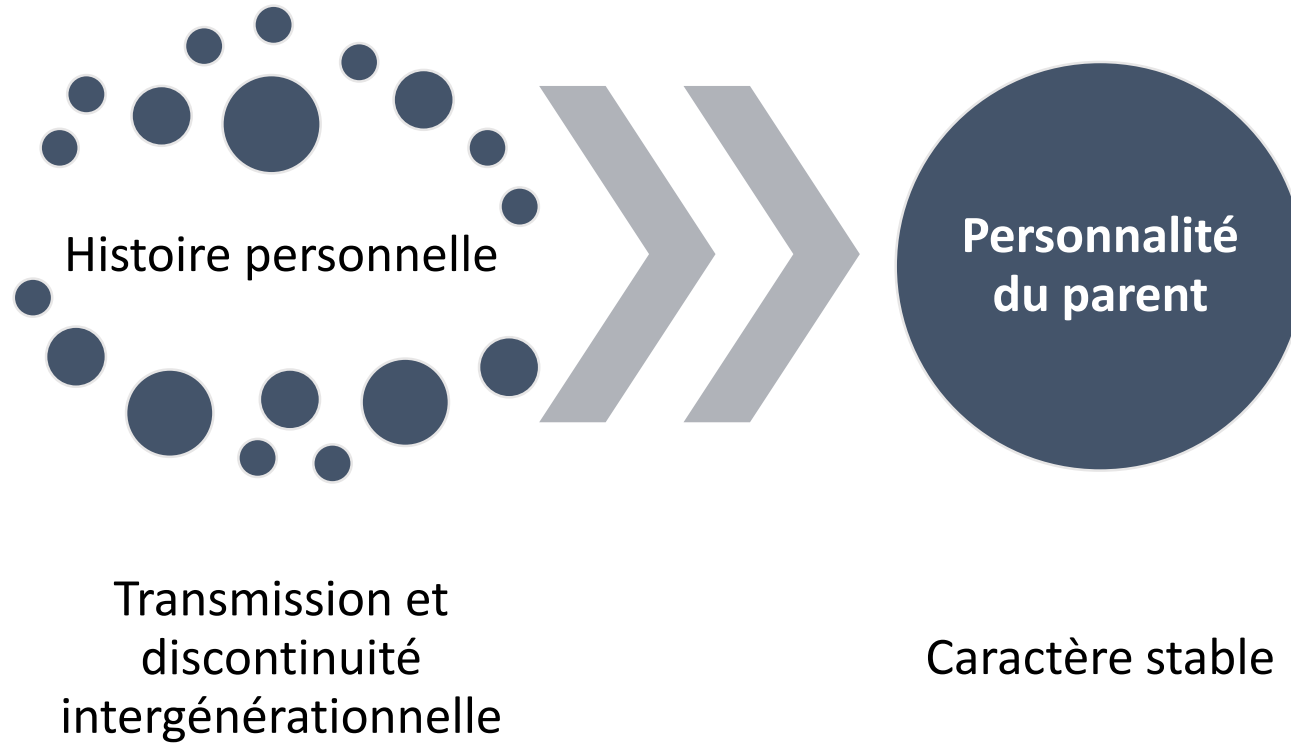 Histoire personnelle
Personnalité
du parent
Transmission et
discontinuité
intergénérationnelle
Caractère stable